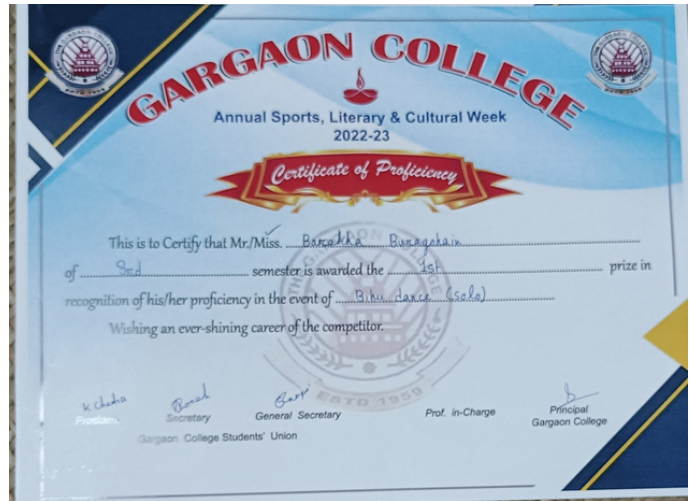 GARGAON COLLEGE
Annual Sports, Literary & Cultural Week
2022-23
Certificate of Proficiency
This is to Certify that Mr./Miss. Barsakha Buragohain
of 3rd semester is awarded the 1st prize in
recognition of his/her proficiency in the event of Bihu dance (Solo)
Wishing an ever-shining career of the competitor.
ESTD 1959
President
Secretary
General Secretary
Prof. in-Charge
Principal
Gargaon College Students' Union
Gargaon College